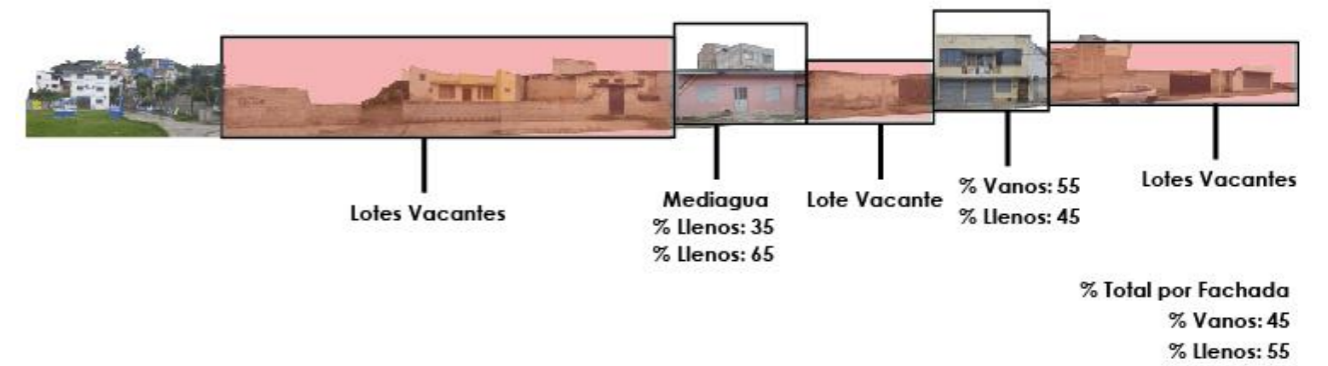 Lotes Vacantes
Mediagua
% Llenos: 35
% Llenos: 65
Lote Vacante
% Vanos: 55
% Llenos: 45
Lotes Vacantes
% Total por Fachada
% Vanos: 45
% Llenos: 55